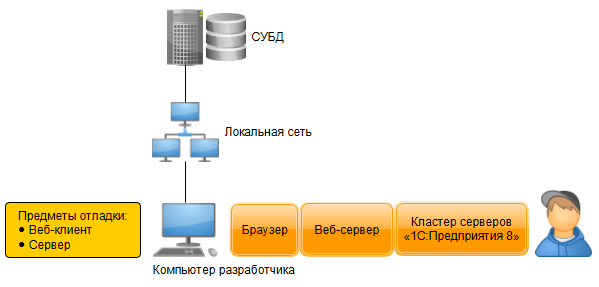 СУБД
Локальная сеть
Предметы отладки:
● Веб-клиент
● Сервер
Браузер
Веб-сервер
Кластер серверов
«1С:Предприятия 8»
Компьютер разработчика